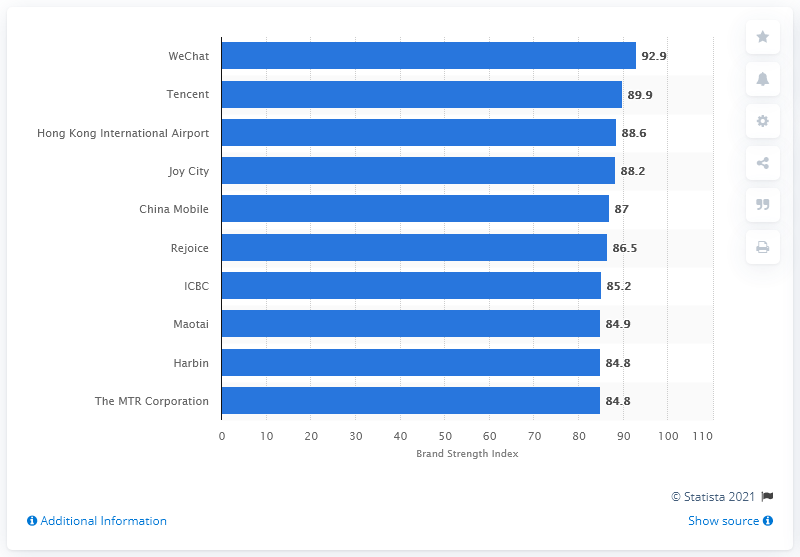 WeChat 92.9
Tencent 89.9
Hong Kong International Airport 88.6
Joy City 88.2
China Mobile 87
Rejoice 86.5
ICBC 85.2
Maotai 84.9
Harbin 84.8
The MTR Corporation 84.8
0 10 20 30 40 50 60 70 80 90 100 110
Brand Strength Index
© Statista 2021
Additional Information Show source